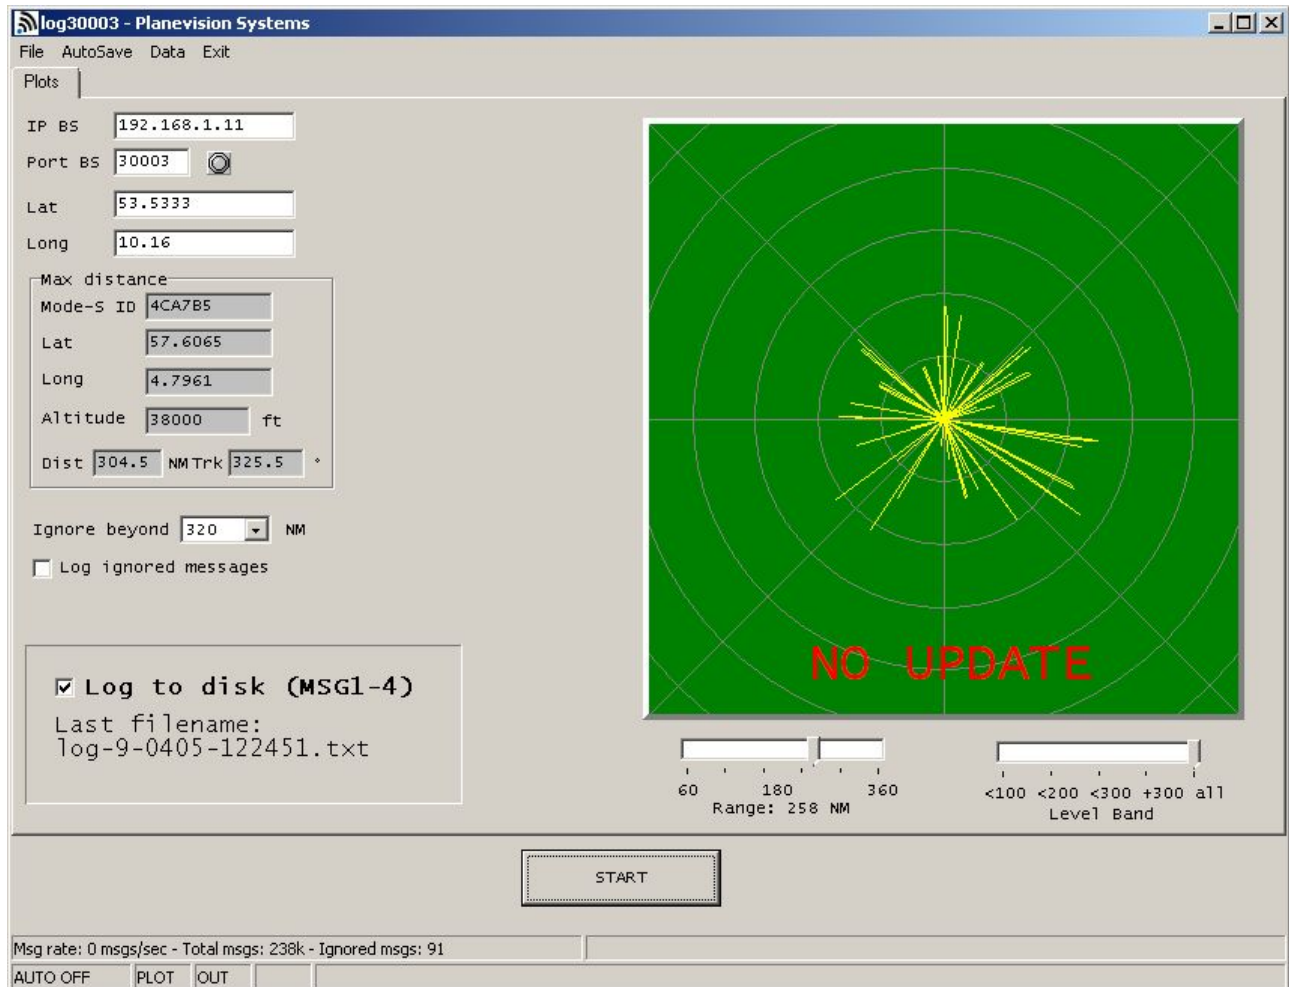 log30003 - Planevision Systems
File AutoSave Data Exit
Plots
IP BS 192.168.1.11
Port BS 30003
Lat 53.5333
Long 10.16
Max distance
Mode-S ID 4CA7B5
Lat 57.6065
Long 4.7961
Altitude 38000 ft
Dist 304.5 NM Trk 325.5 °
Ignore beyond 320 NM
Log ignored messages
Log to disk (MSG1-4)
Last filename:
log-9-0405-122451.txt
NO UPDATE
60 180 360
Range: 258 NM
<100 <200 <300 +300 all
Level Band
START
Msg rate: 0 msgs/sec - Total msgs: 238k - Ignored msgs: 91
AUTO OFF PLOT OUT